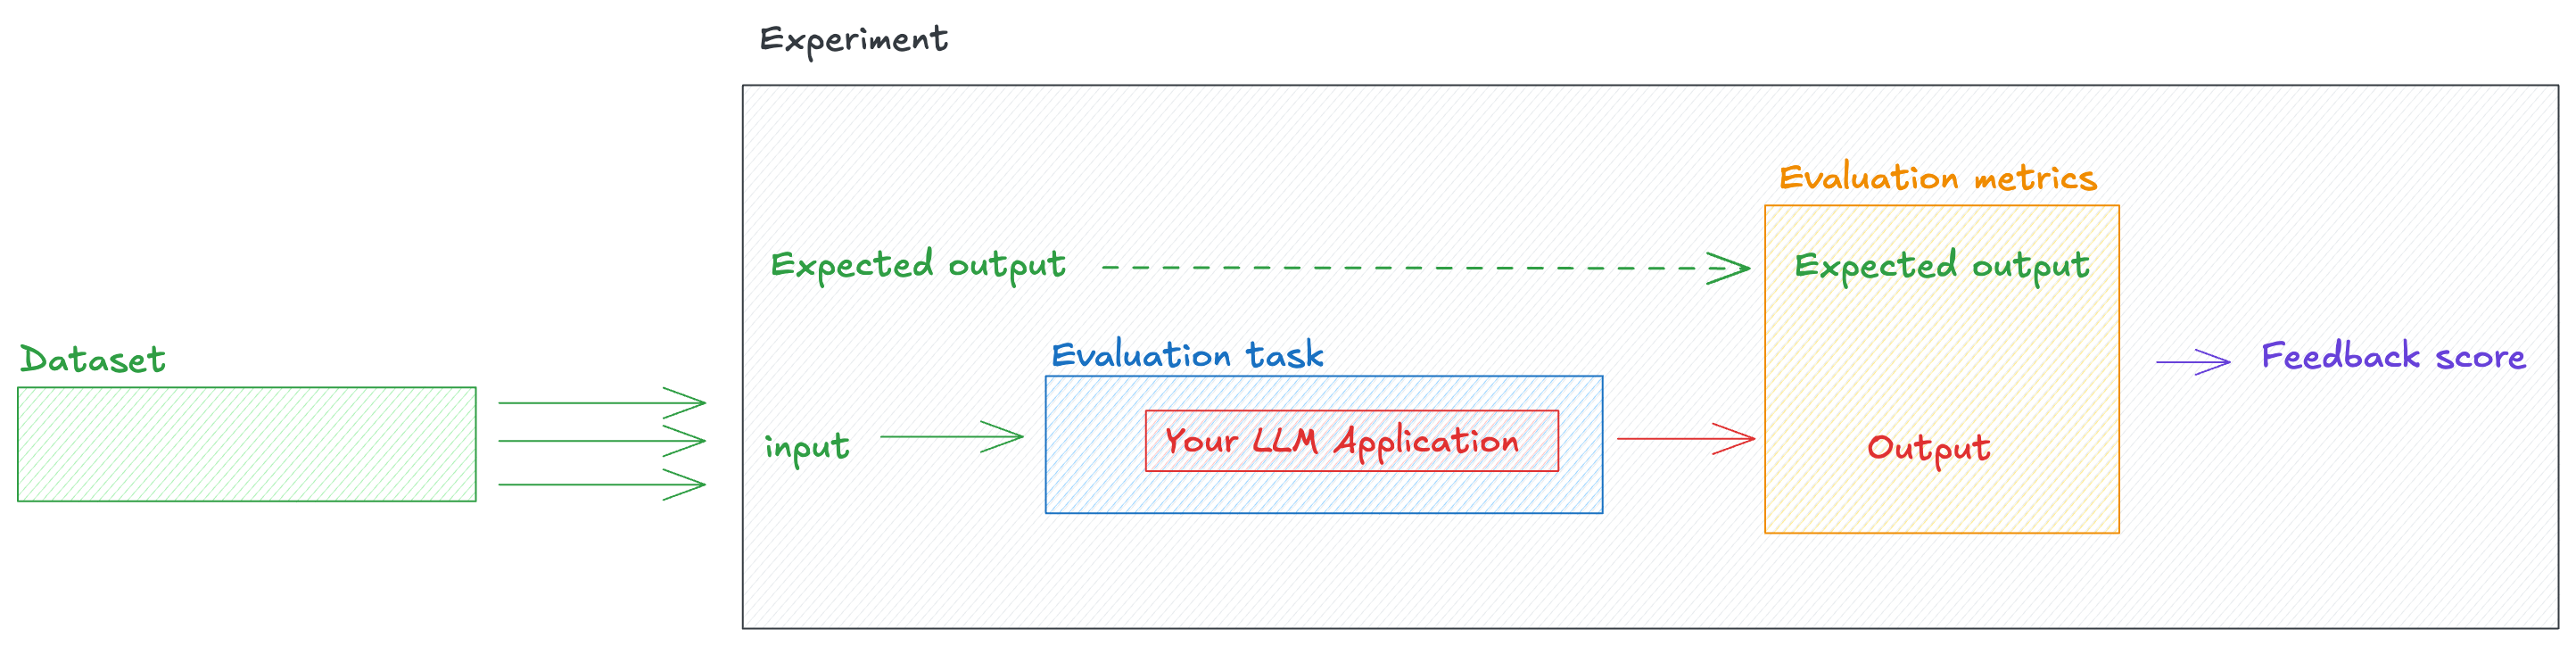 Experiment
Evaluation metrics
Expected output
Expected output
Dataset
Evaluation task
Feedback score
input
Your LLM Application
Output